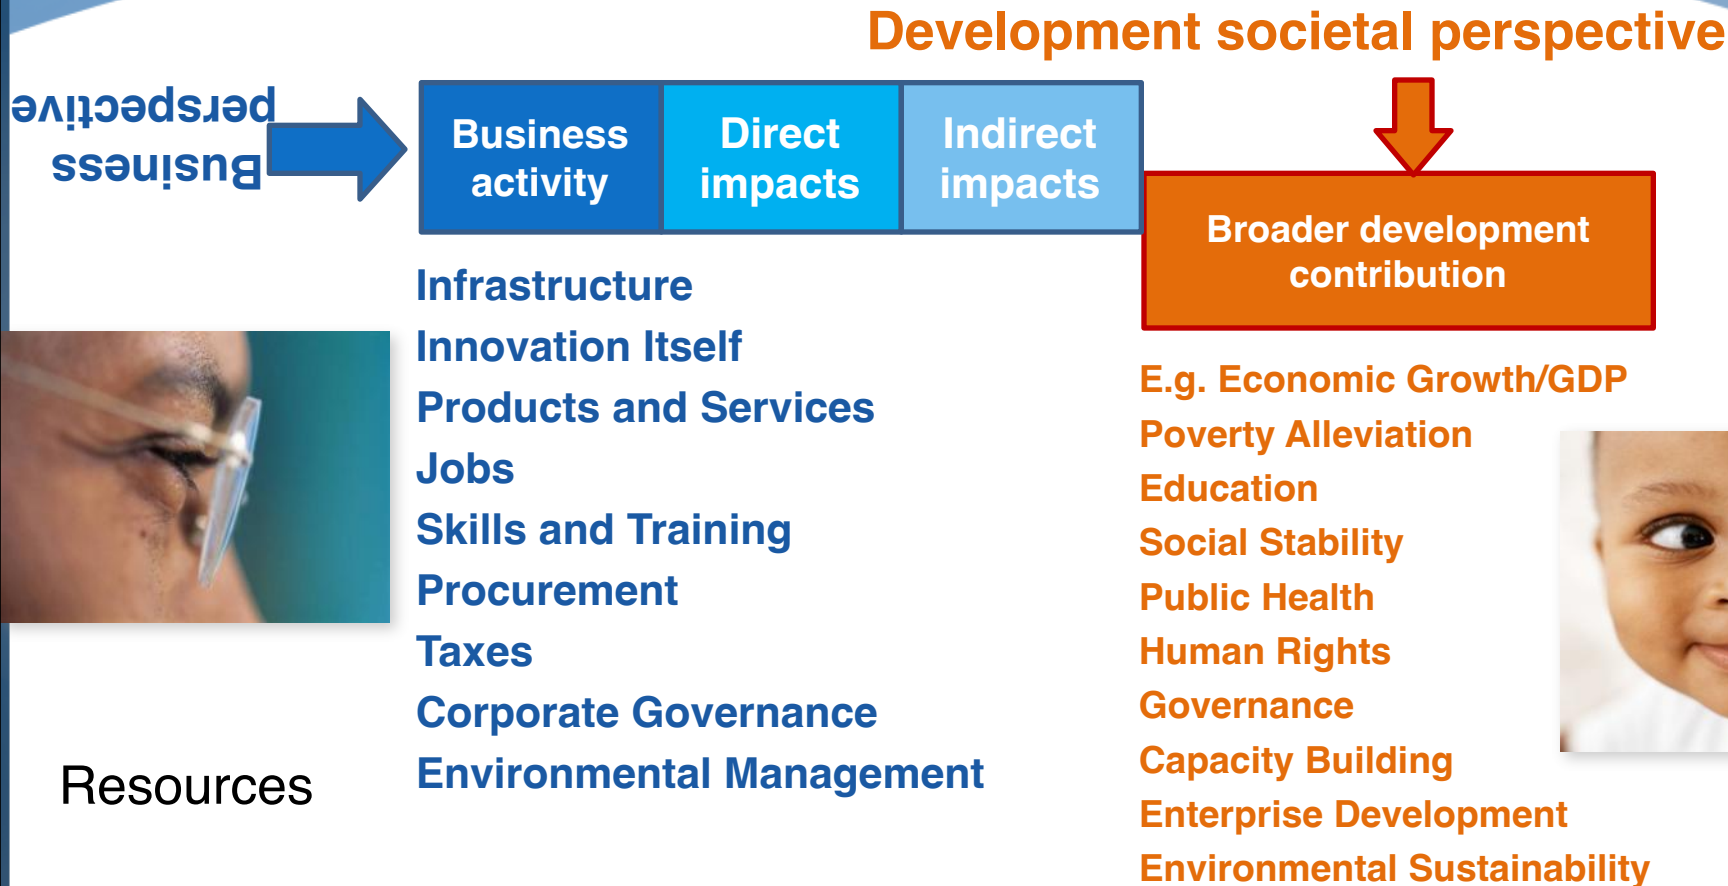 Development societal perspective
Business
perspective
Business
activity
Direct
impacts
Indirect
impacts
Broader development
contribution
Infrastructure
Innovation Itself
Products and Services
Jobs
Skills and Training
Procurement
Taxes
Corporate Governance
Environmental Management
E.g. Economic Growth/GDP
Poverty Alleviation
Education
Social Stability
Public Health
Human Rights
Governance
Capacity Building
Enterprise Development
Environmental Sustainability
Resources